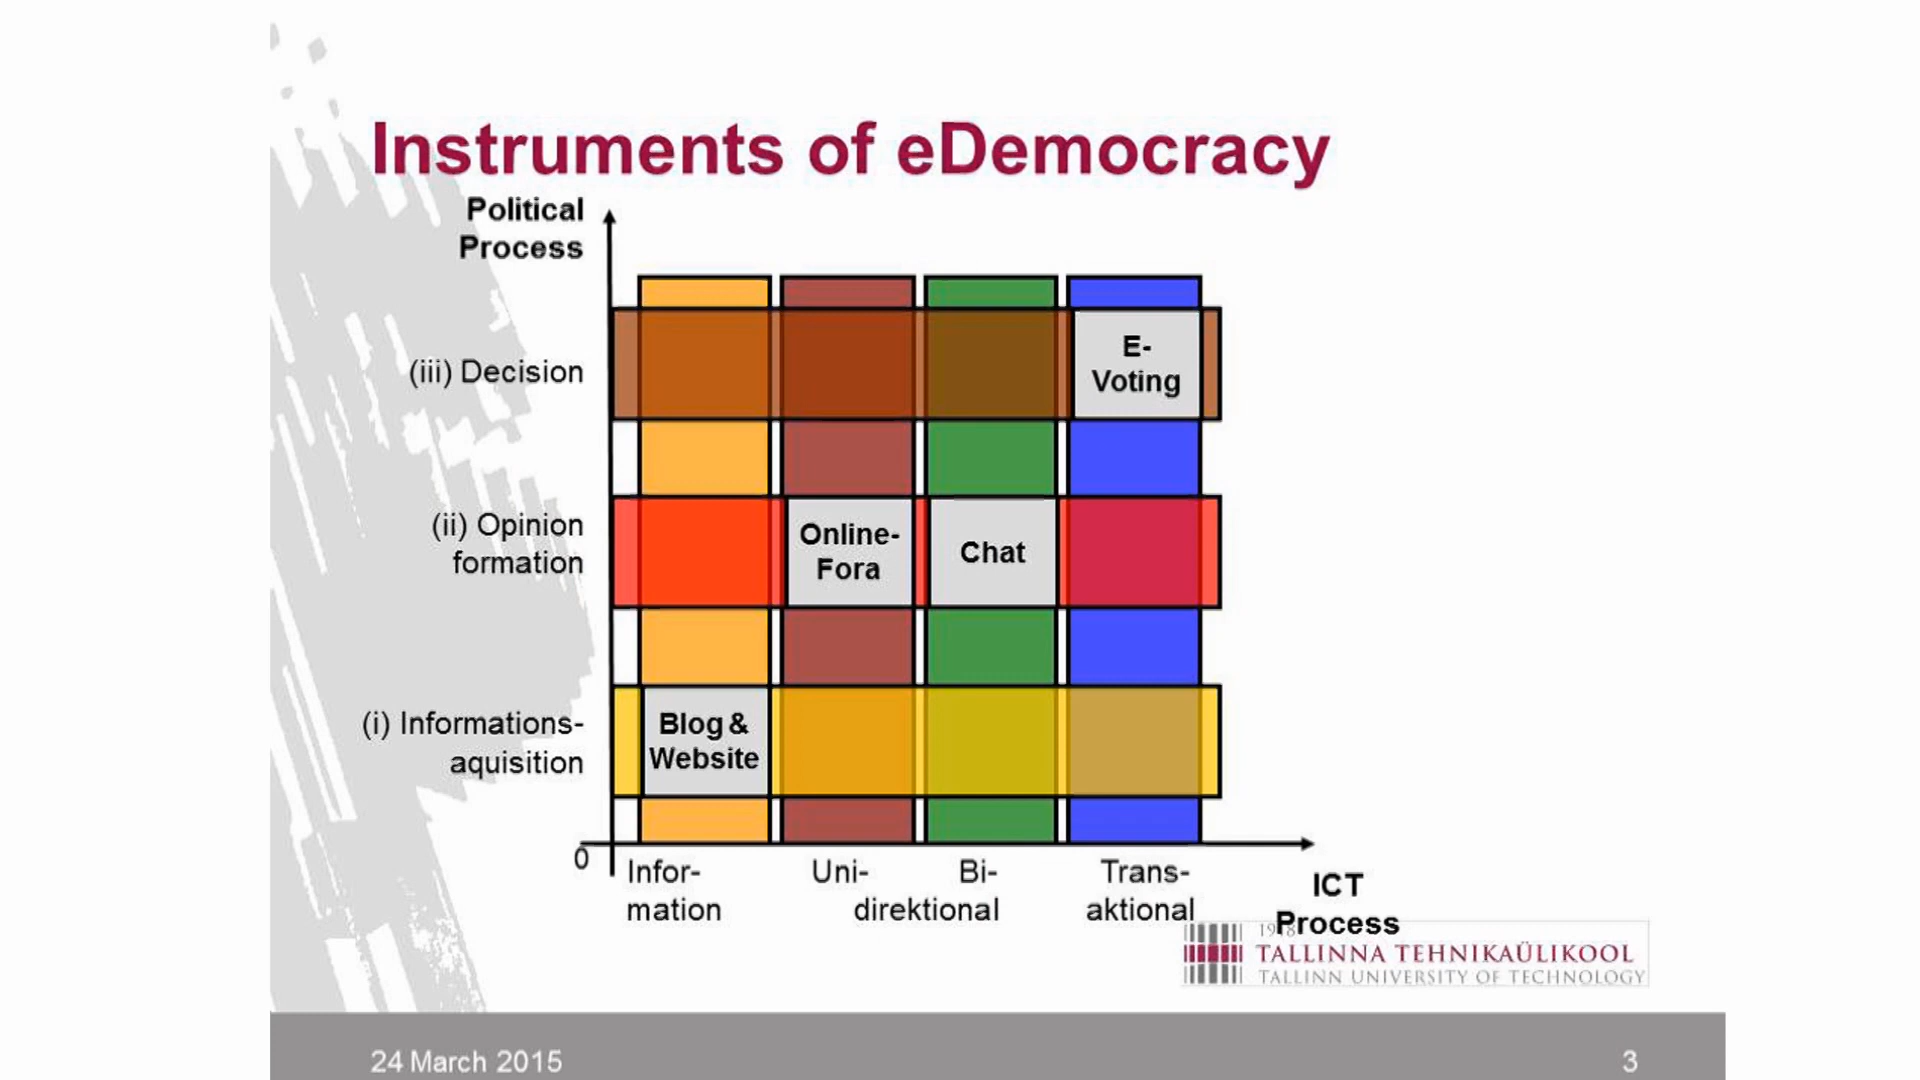 Instruments of eDemocracy
Political
Process
(iii) Decision
E-
Voting
(ii) Opinion
formation
Online-
Fora
Chat
(i) Informations-
aquisition
Blog &
Website
0
Infor-
mation
Uni-
Bi-
direktional
Trans-
aktional
ICT
Process
1918
TALLINNA TEHNIKAÜLIKOOL
TALLINN UNIVERSITY OF TECHNOLOGY
24 March 2015
3